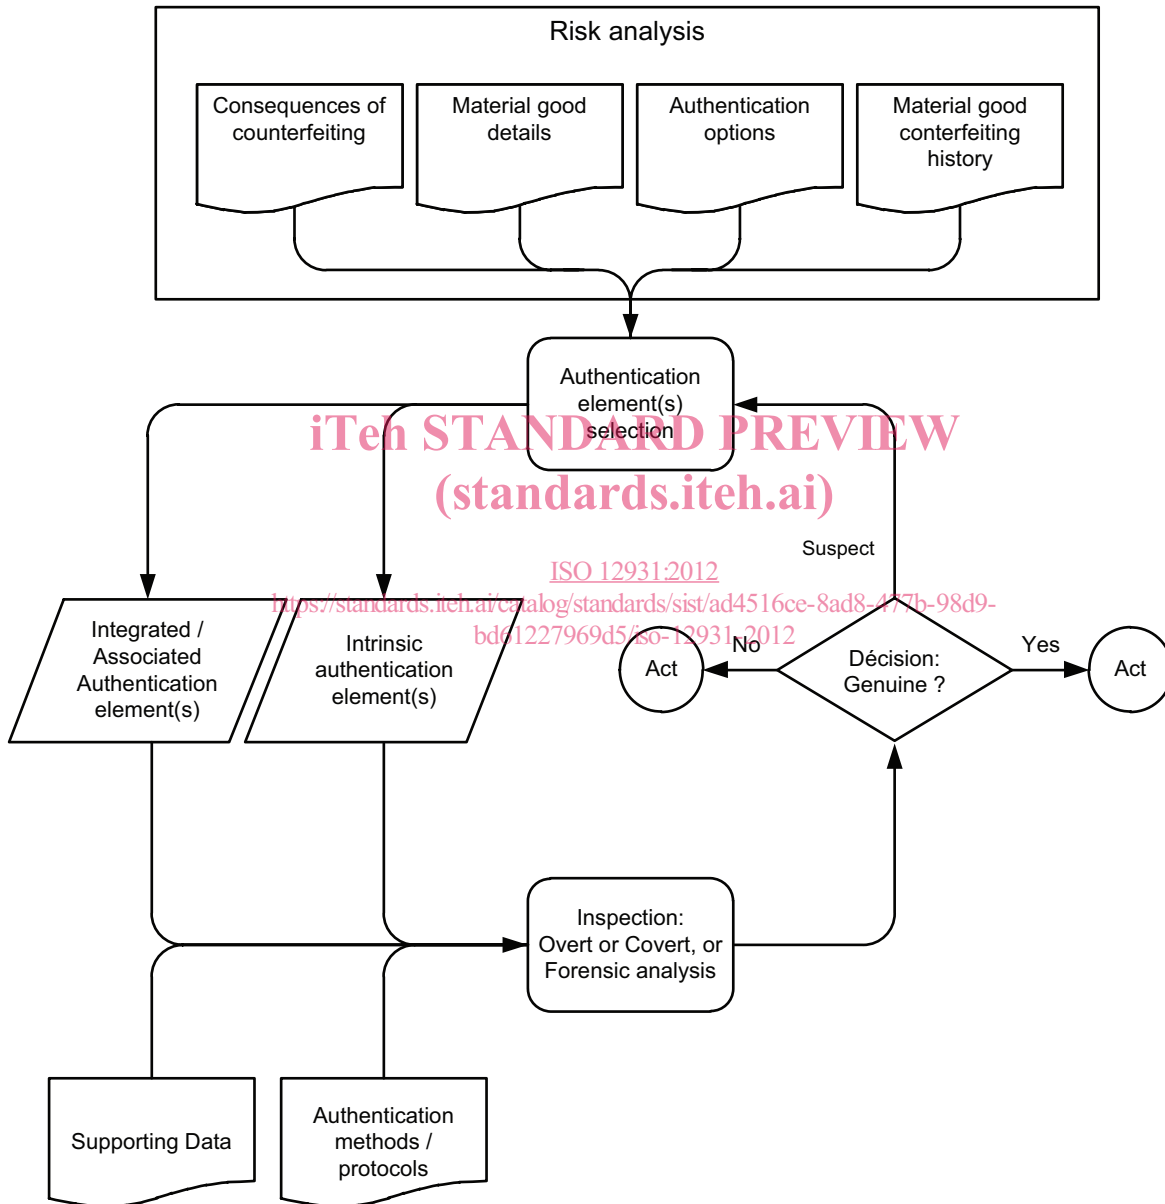 Risk analysis
Consequences of
counterfeiting
Material good
details
Authentication
options
Material good
conterfeiting
history
Authentication
element(s)
selection
iTeh STANDARD PREVIEW
(standards.iteh.ai)
Suspect
ISO 12931:2012
https://standards.iteh.ai/catalog/standards/sist/ad4516ce-8ad8-477b-98d9-
bd61227969d5/iso-12931-2012
Integrated /
Associated
Authentication
element(s)
Intrinsic
authentication
element(s)
Act
No
Décision:
Genuine ?
Yes
Act
Inspection:
Overt or Covert, or
Forensic analysis
Supporting Data
Authentication
methods /
protocols